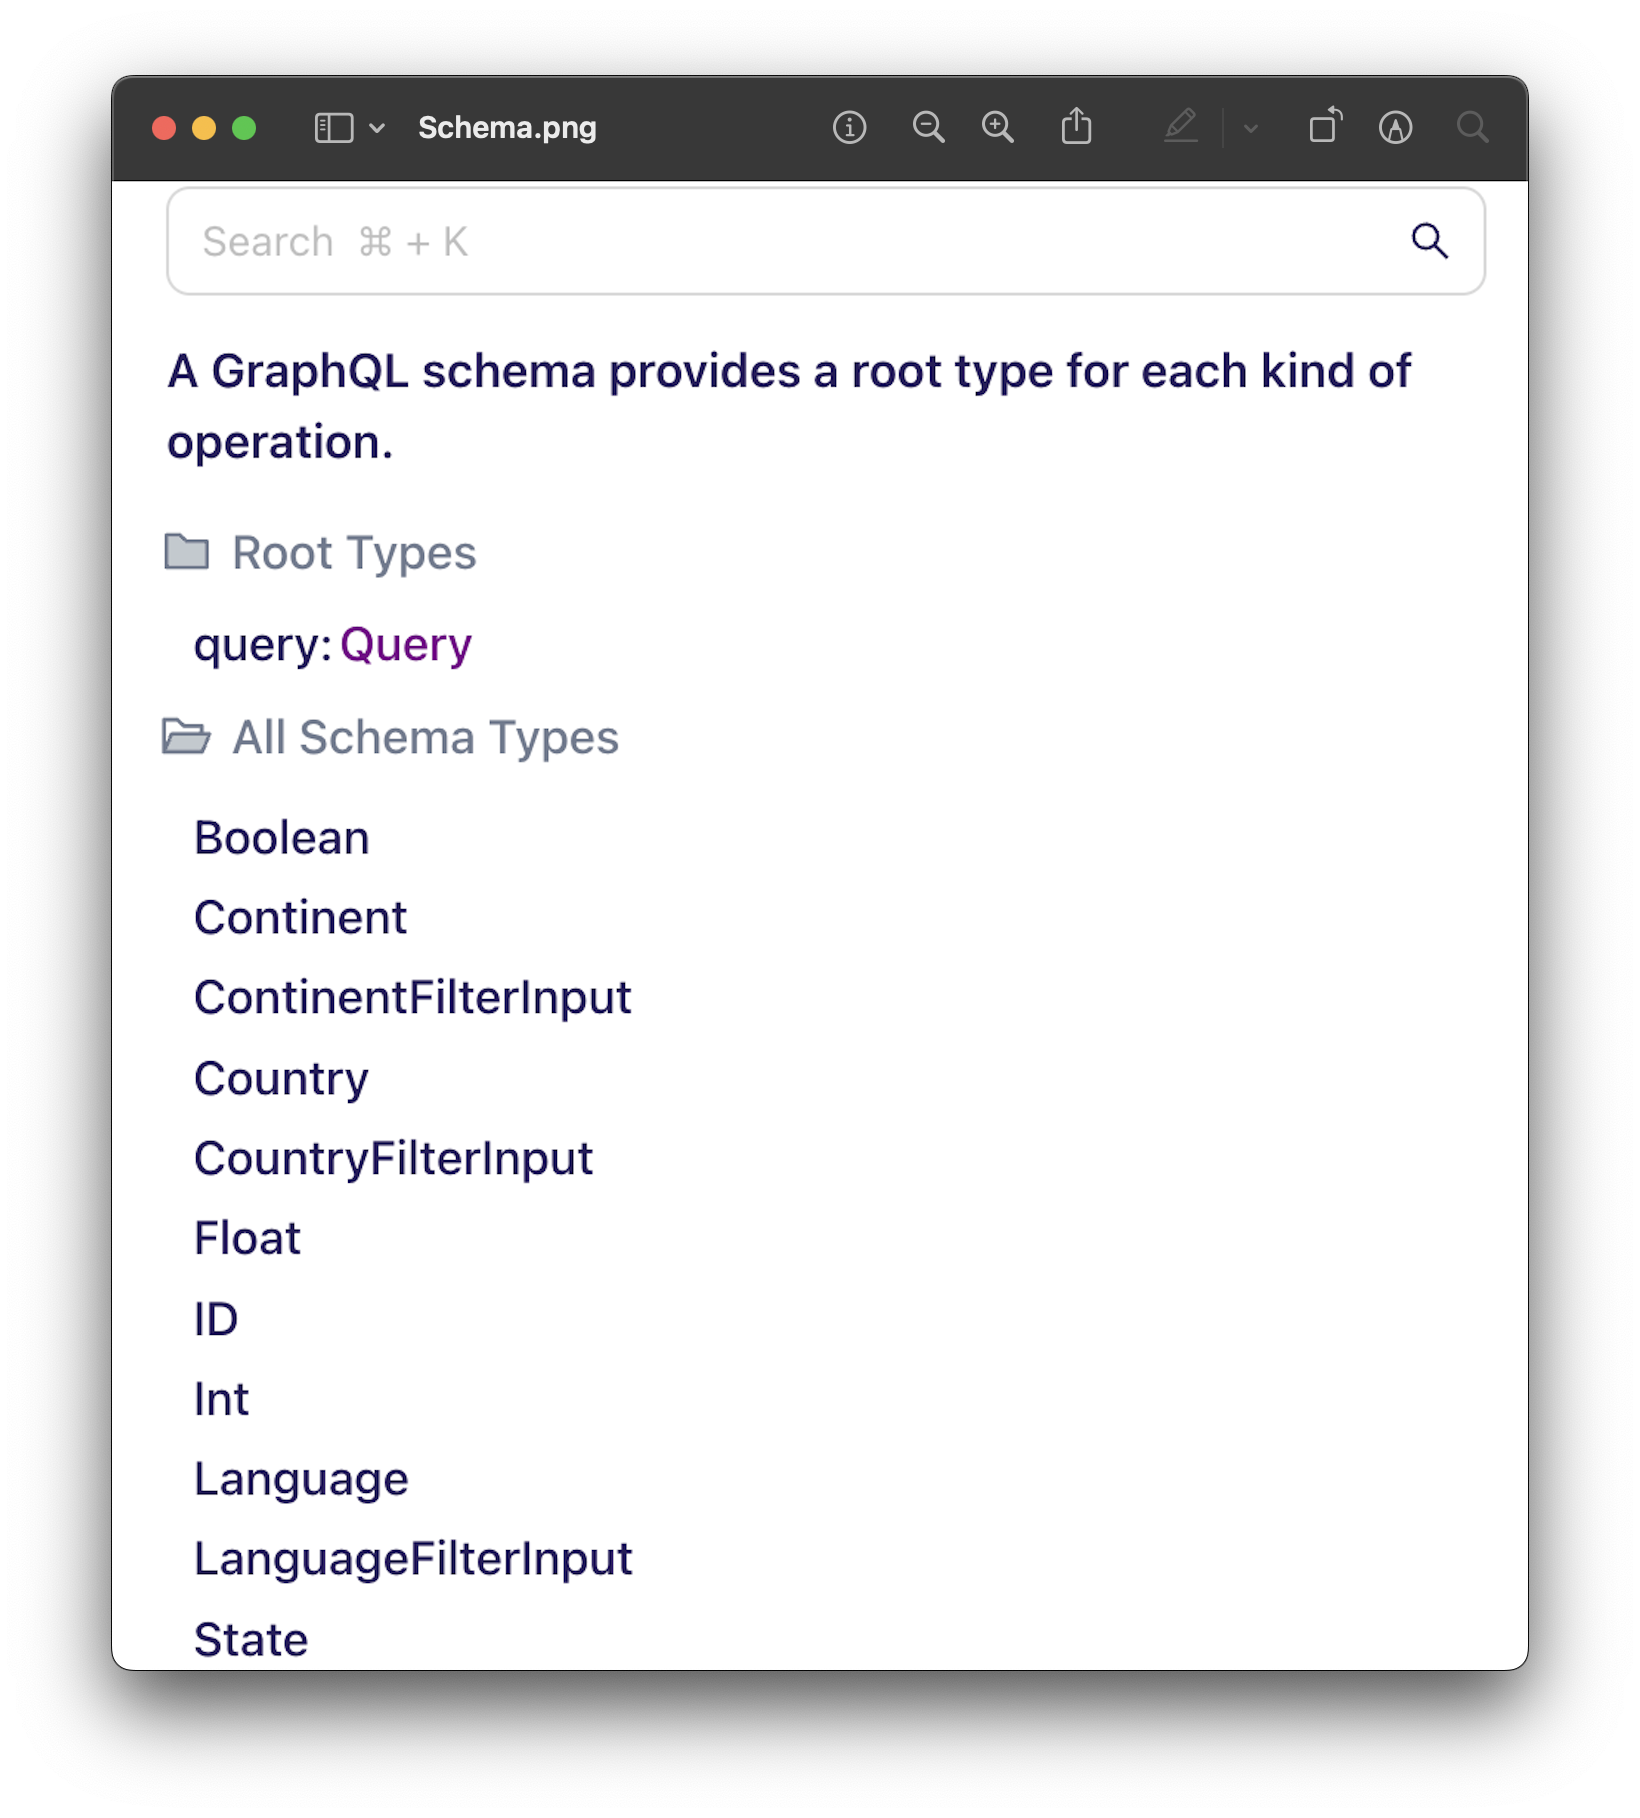 Schema.png
Search ⌘ + K
A GraphQL schema provides a root type for each kind of
operation.
Root Types
query: Query
All Schema Types
Boolean
Continent
ContinentFilterInput
Country
CountryFilterInput
Float
ID
Int
Language
LanguageFilterInput
State